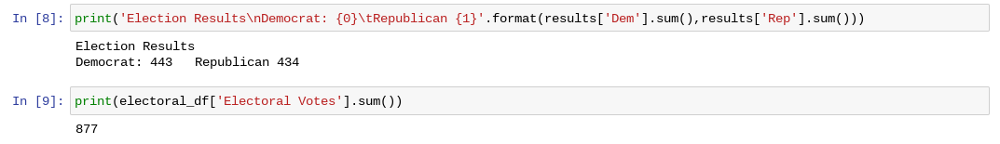 In [8]: print('Election Results\nDemocrat: {0}\tRepublican {1}'.format(results['Dem'].sum(),results['Rep'].sum()))
Election Results
Democrat: 443   Republican 434
In [9]: print(electoral_df['Electoral Votes'].sum())
877